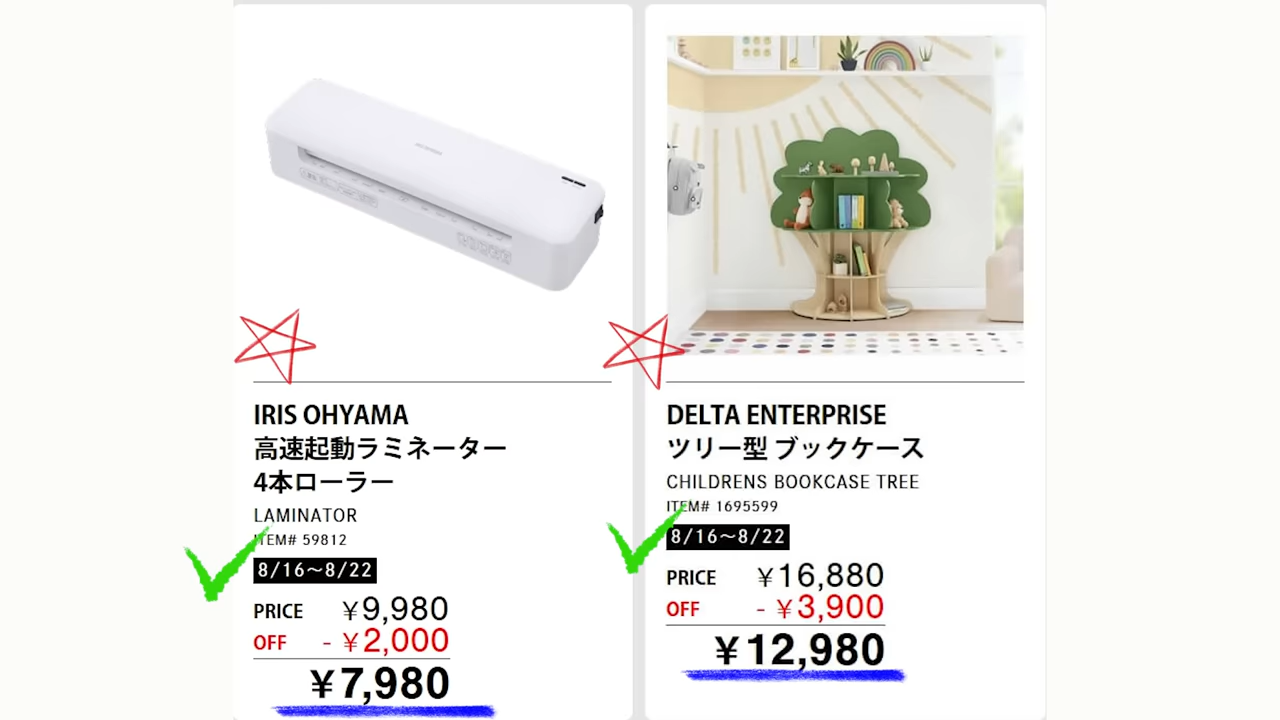 IRIS OHYAMA
高速起動ラミネーター
4本ローラー
LAMINATOR
ITEM# 59812
8/16～8/22
PRICE ￥9,980
OFF - ￥2,000
￥7,980
DELTA ENTERPRISE
ツリー型 ブックケース
CHILDRENS BOOKCASE TREE
ITEM# 1695599
8/16～8/22
PRICE ￥16,880
OFF - ￥3,900
￥12,980